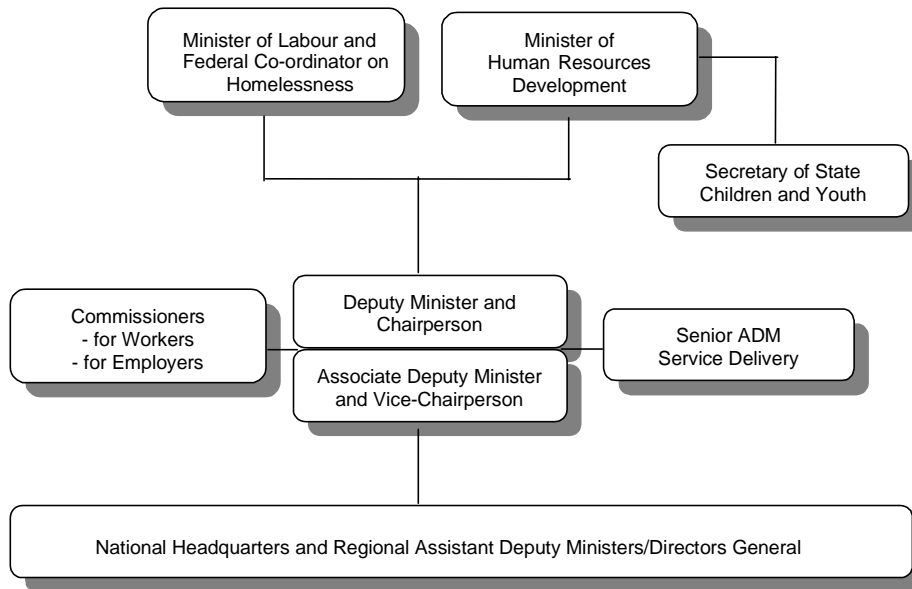 Minister of Labour and
Federal Co-ordinator on
Homelessness
Minister of
Human Resources
Development
Secretary of State
Children and Youth
Deputy Minister and
Chairperson
Commissioners
- for Workers
- for Employers
Senior ADM
Service Delivery
Associate Deputy Minister
and Vice-Chairperson
National Headquarters and Regional Assistant Deputy Ministers/Directors General